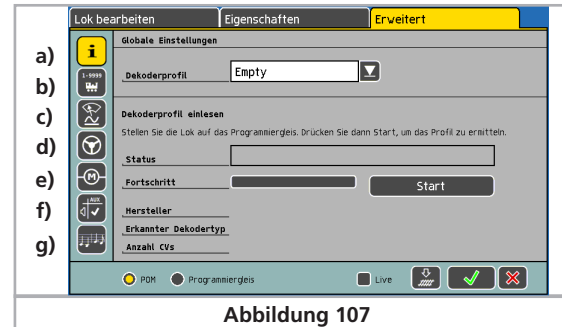 Lok bearbeiten Eigenschaften Erweitert
Globale Einstellungen
a)
i
Dekoderprofil Empty
b)
1-9999
c)
Dekoderprofil einlesen
Stellen Sie die Lok auf das Programmiergleis. Drücken Sie dann Start, um das Profil zu ermitteln.
d)
Status
e)
M
Fortschritt Start
f)
AUX
Hersteller
Erkannter Dekodertyp
g)
Anzahl CVs
POM Programmiergleis Live
Abbildung 107